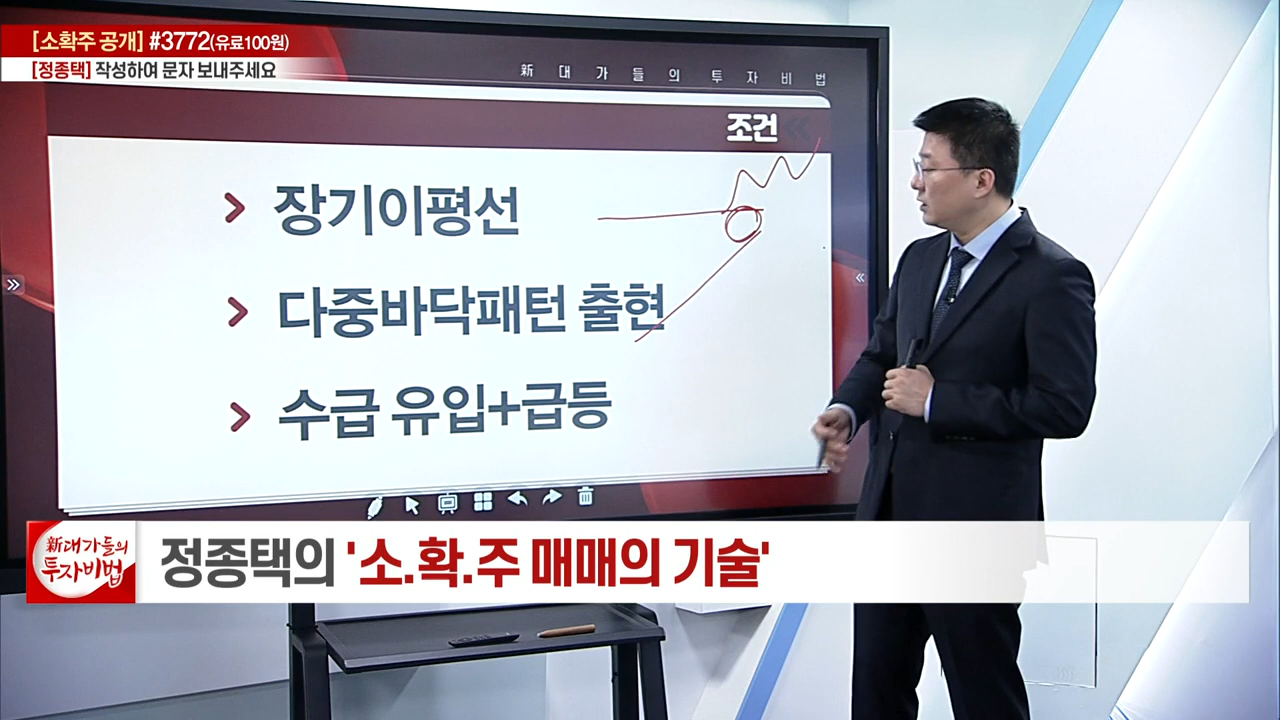 [소확주 공개] #3772(유료100원)
[정종택] 작성하여 문자 보내주세요
新 대가들의 투자비법
조건
장기이평선
다중바닥패턴 출현
수급 유입+급등
新대가들의
투자비법
정종택의 '소.확.주 매매의 기술'